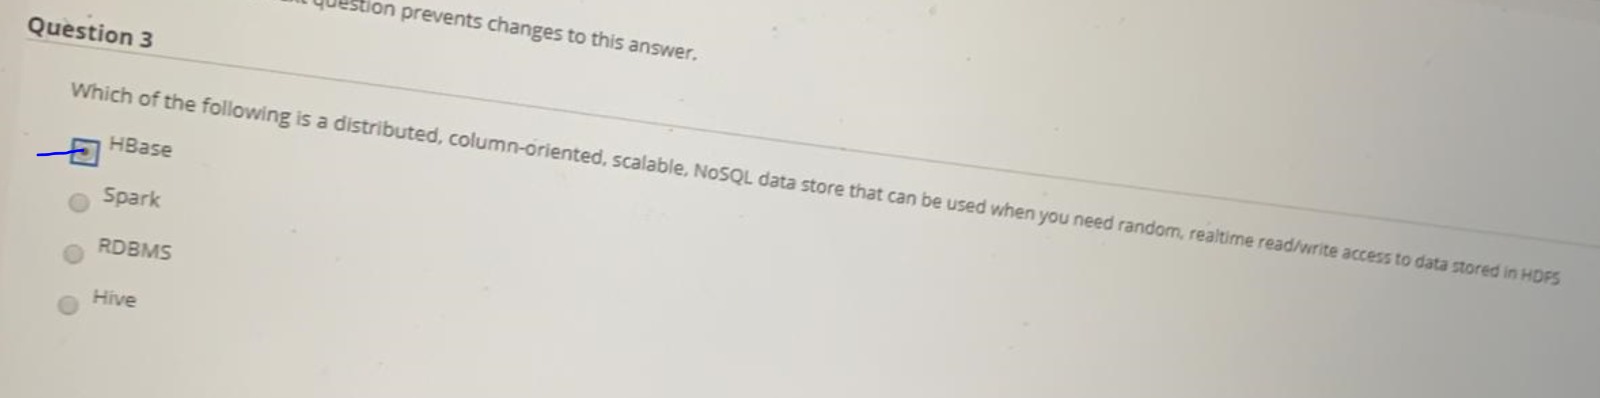 question prevents changes to this answer.
Question 3
Which of the following is a distributed, column-oriented, scalable, NoSQL data store that can be used when you need random, realtime read/write access to data stored in HDFS
HBase
Spark
RDBMS
Hive